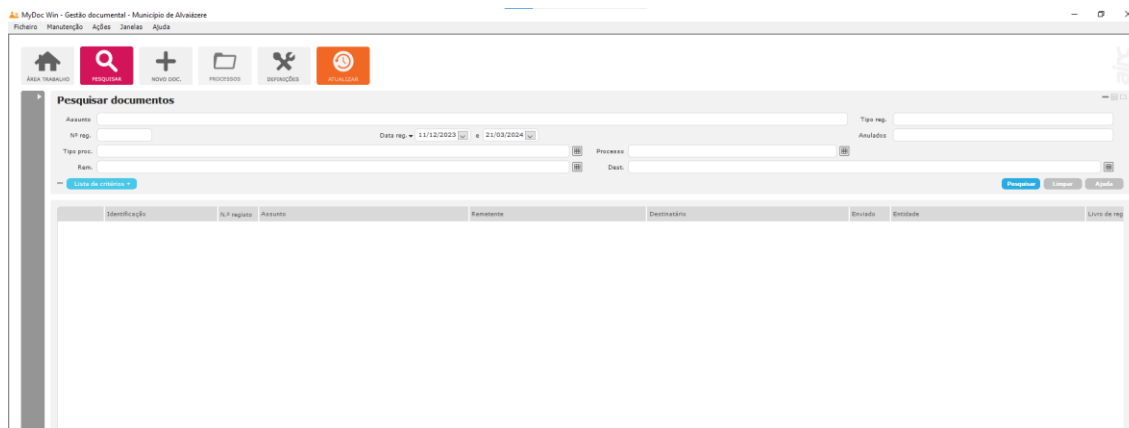 MyDoc Win - Gestão documental - Município de Alvaiázere
Ficheiro Manutenção Ações Janelas Ajuda
ÁREA TRABALHO PESQUISAR NOVO DOC. PROCESSOS DEFINIÇÕES ATUALIZAR
airc
Pesquisar documentos
Assunto Tipo reg.
Nº reg. Data reg. 11/12/2023 e 21/03/2024 Anulados
Tipo proc. Processo
Rem. Dest.
Lista de critérios Pesquisar Limpar Ajuda
Identificação N.º registo Assunto Remetente Destinatário Enviado Entidade Livro de reg